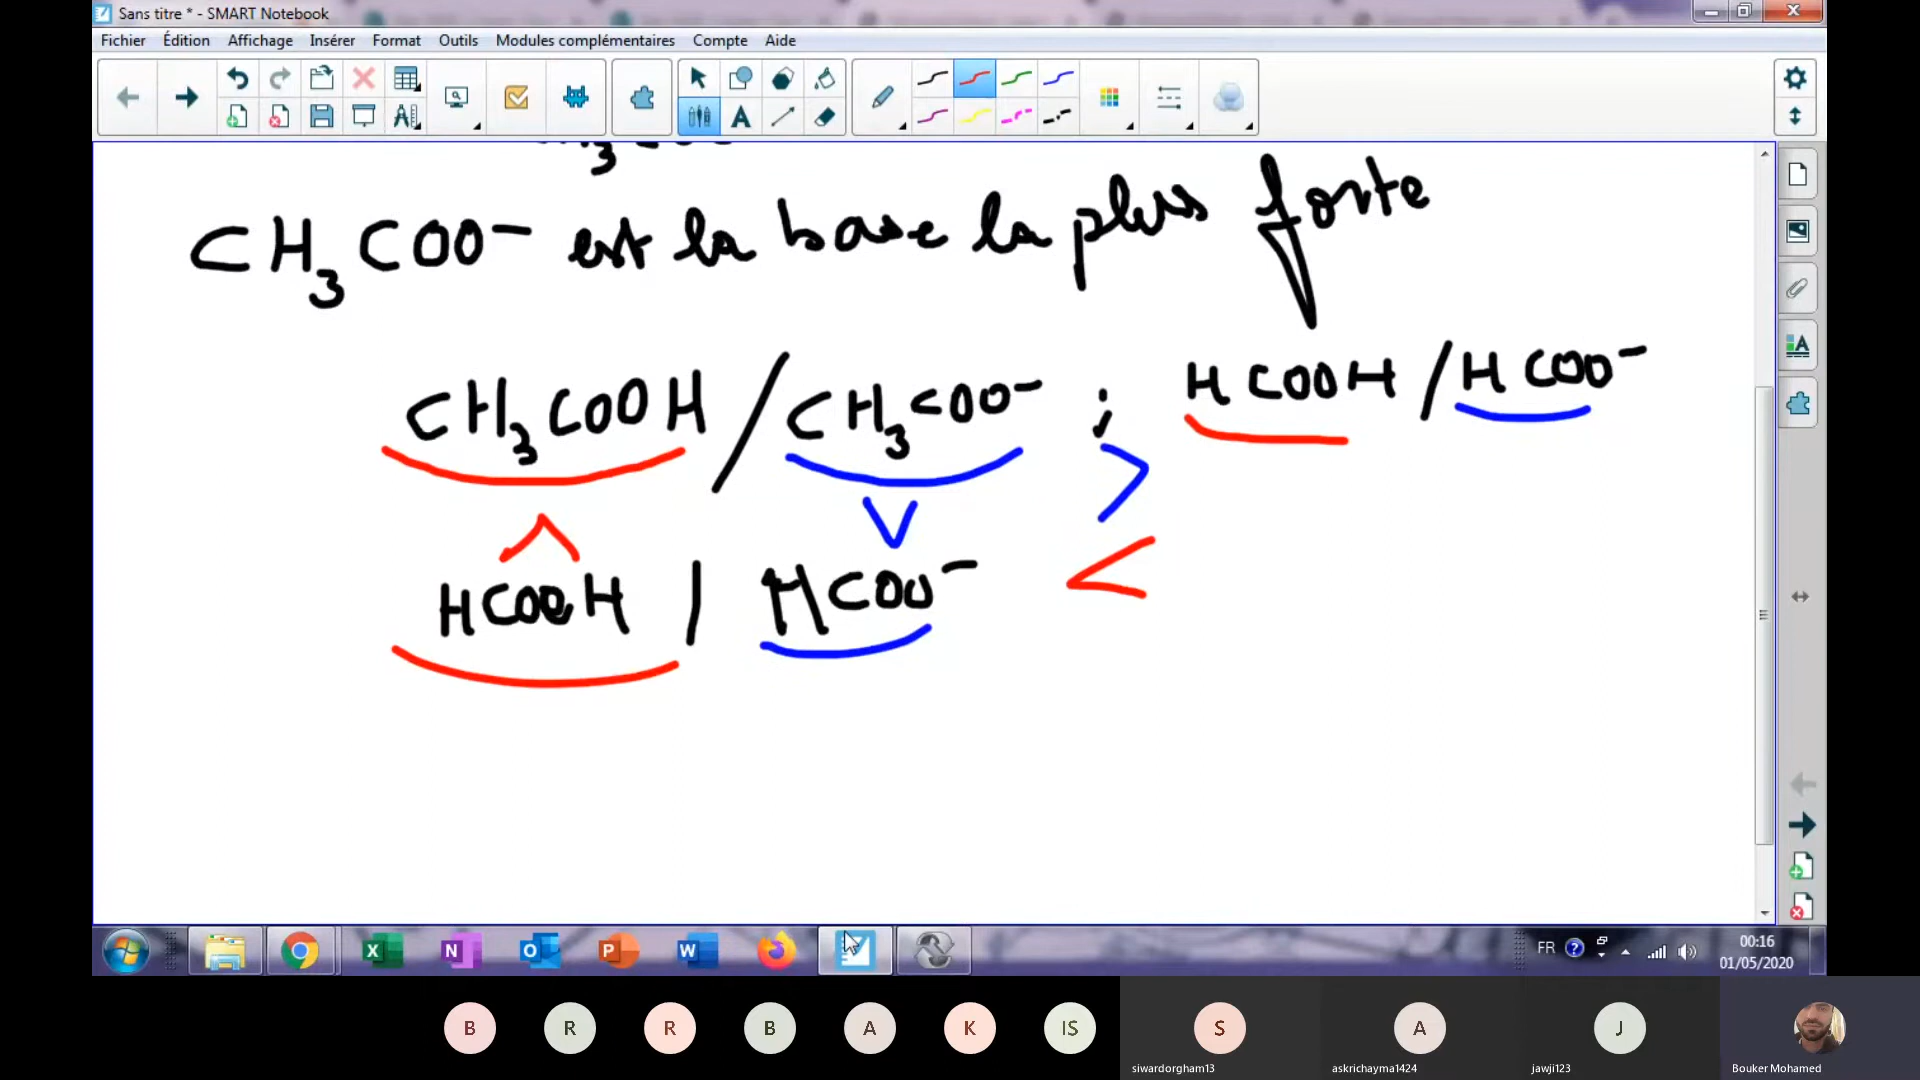 Sans titre * - SMART Notebook
Fichier Édition Affichage Insérer Format Outils Modules complémentaires Compte Aide
CH3COO− est la base la plus forte
CH3COOH / CH3COO− ; HCOOH / HCOO−
>
< 
HCOOH / HCOO−
FR
00:16
01/05/2020
B R R B A K IS S A J
siwardorgham13 askrichayma1424 jawji123 Bouker Mohamed